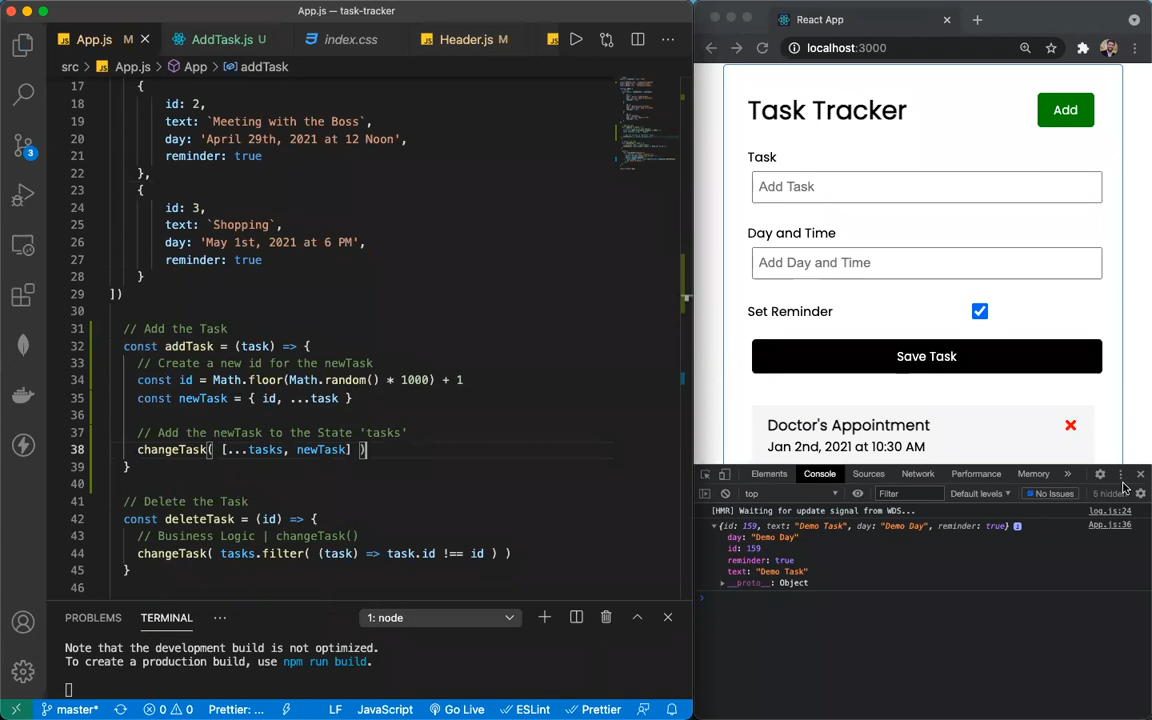 App.js — task-tracker
App.js M
AddTask.js U
index.css
Header.js M
src > App.js > App > addTask
17 {
18 id: 2,
19 text: `Meeting with the Boss`,
20 day: 'April 29th, 2021 at 12 Noon',
21 reminder: true
22 },
23 {
24 id: 3,
25 text: `Shopping`,
26 day: 'May 1st, 2021 at 6 PM',
27 reminder: true
28 }
29 ])
30
31 // Add the Task
32 const addTask = (task) => {
33 // Create a new id for the newTask
34 const id = Math.floor(Math.random() * 1000) + 1
35 const newTask = { id, ...task }
36
37 // Add the newTask to the State 'tasks'
38 changeTask( [...tasks, newTask] )
39 }
40
41 // Delete the Task
42 const deleteTask = (id) => {
43 // Business Logic | changeTask()
44 changeTask( tasks.filter( (task) => task.id !== id ) )
45 }
46
3
PROBLEMS TERMINAL ... 1: node
Note that the development build is not optimized.
To create a production build, use npm run build.
master* 0 0 Prettier: ... LF JavaScript Go Live ESLint Prettier
React App
localhost:3000
Task Tracker
Add
Task
Add Task
Day and Time
Add Day and Time
Set Reminder
Save Task
Doctor's Appointment
Jan 2nd, 2021 at 10:30 AM
Elements Console Sources Network Performance Memory »
top Filter Default levels No Issues 5 hidden
[HMR] Waiting for update signal from WDS... log.js:24
{id: 159, text: "Demo Task", day: "Demo Day", reminder: true} App.js:36
day: "Demo Day"
id: 159
reminder: true
text: "Demo Task"
__proto__: Object